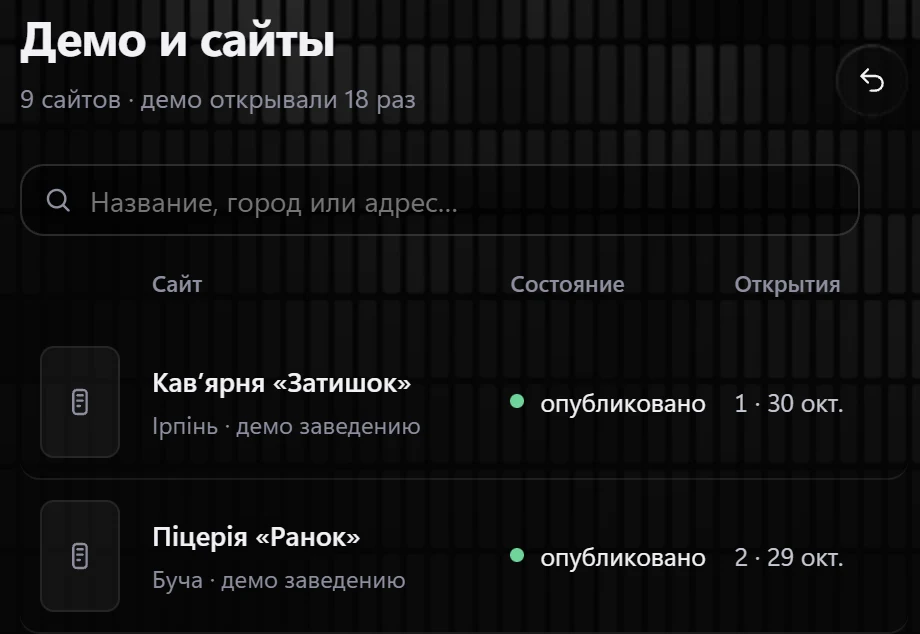 Демо и сайты
9 сайтов · демо открывали 18 раз
Название, город или адрес...
Сайт Состояние Открытия
Кав’ярня «Затишок»
Ірпінь · демо заведению
опубликовано 1 · 30 окт.
Піцерія «Ранок»
Буча · демо заведению
опубликовано 2 · 29 окт.